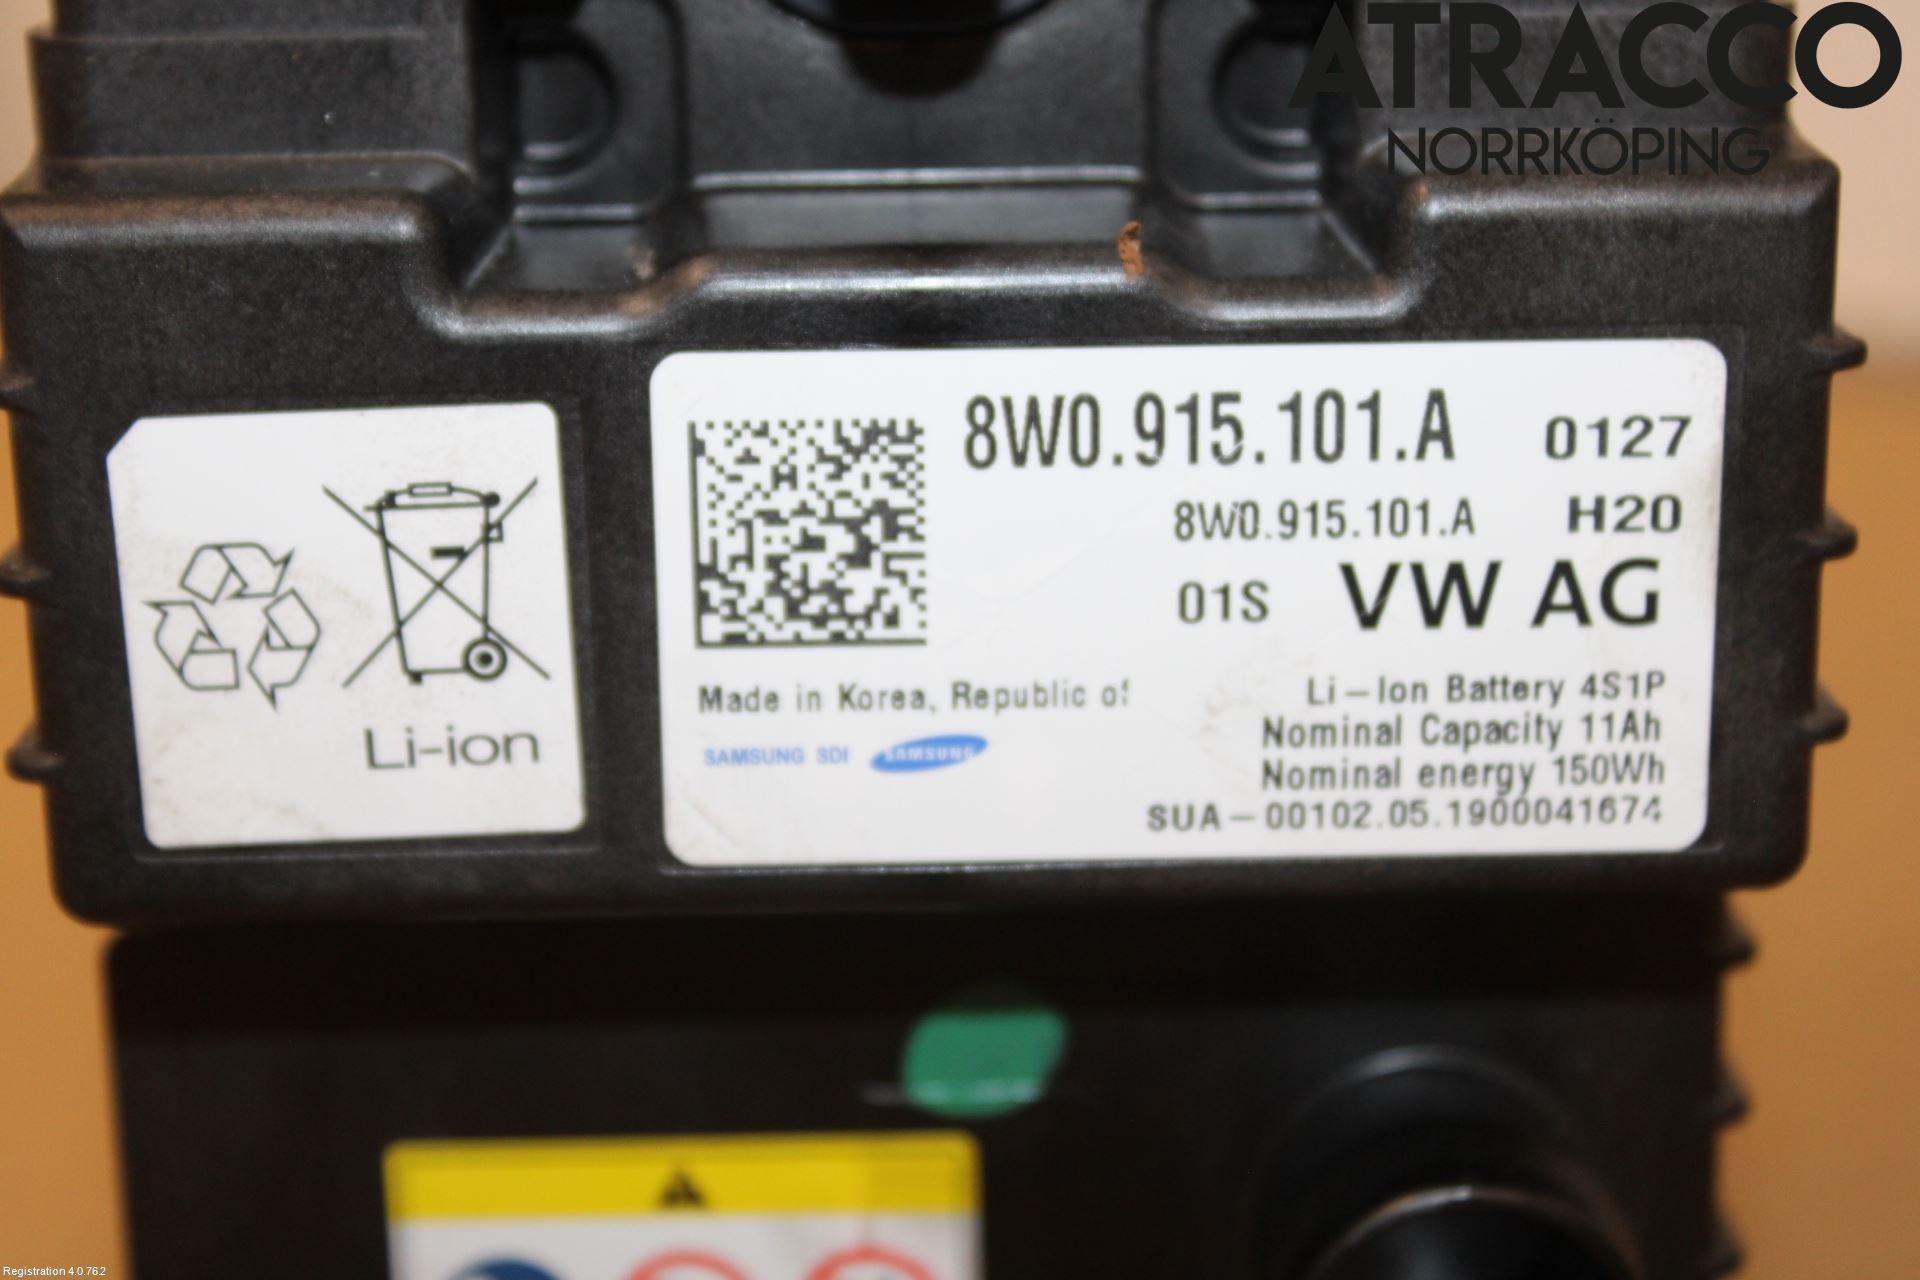 ATRACCO
NORRKÖPING
8W0.915.101.A 0127
8W0.915.101.A H20
01S VW AG
Made in Korea, Republic of
SAMSUNG SDI SAMSUNG
Li-Ion Battery 4S1P
Nominal Capacity 11Ah
Nominal energy 150Wh
SUA-00102.05.1900041674
Li-ion
Registration 4.0.76.2